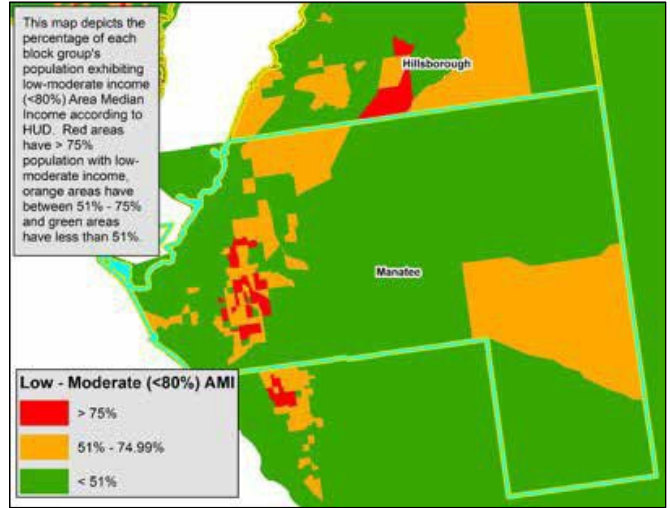 This map depicts the
percentage of each
block group's
population exhibiting
low-moderate income
(<80%) Area Median
Income according to
HUD. Red areas
have > 75%
population with low-
moderate income,
orange areas have
between 51% - 75%
and green areas
have less than 51%.
Hillsborough
Manatee
Low - Moderate (<80%) AMI
> 75%
51% - 74.99%
< 51%